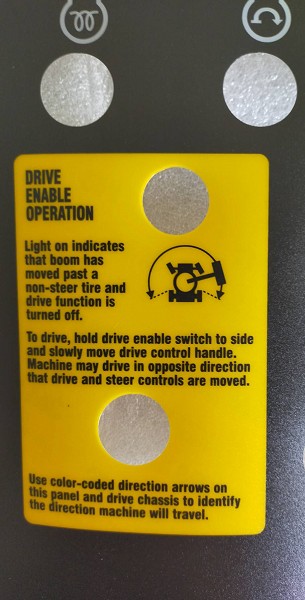 DRIVE
ENABLE
OPERATION
Light on indicates
that boom has
moved past a
non-steer tire and
drive function is
turned off.
To drive, hold drive enable switch to side
and slowly move drive control handle.
Machine may drive in opposite direction
that drive and steer controls are moved.
Use color-coded direction arrows on
this panel and drive chassis to identify
the direction machine will travel.